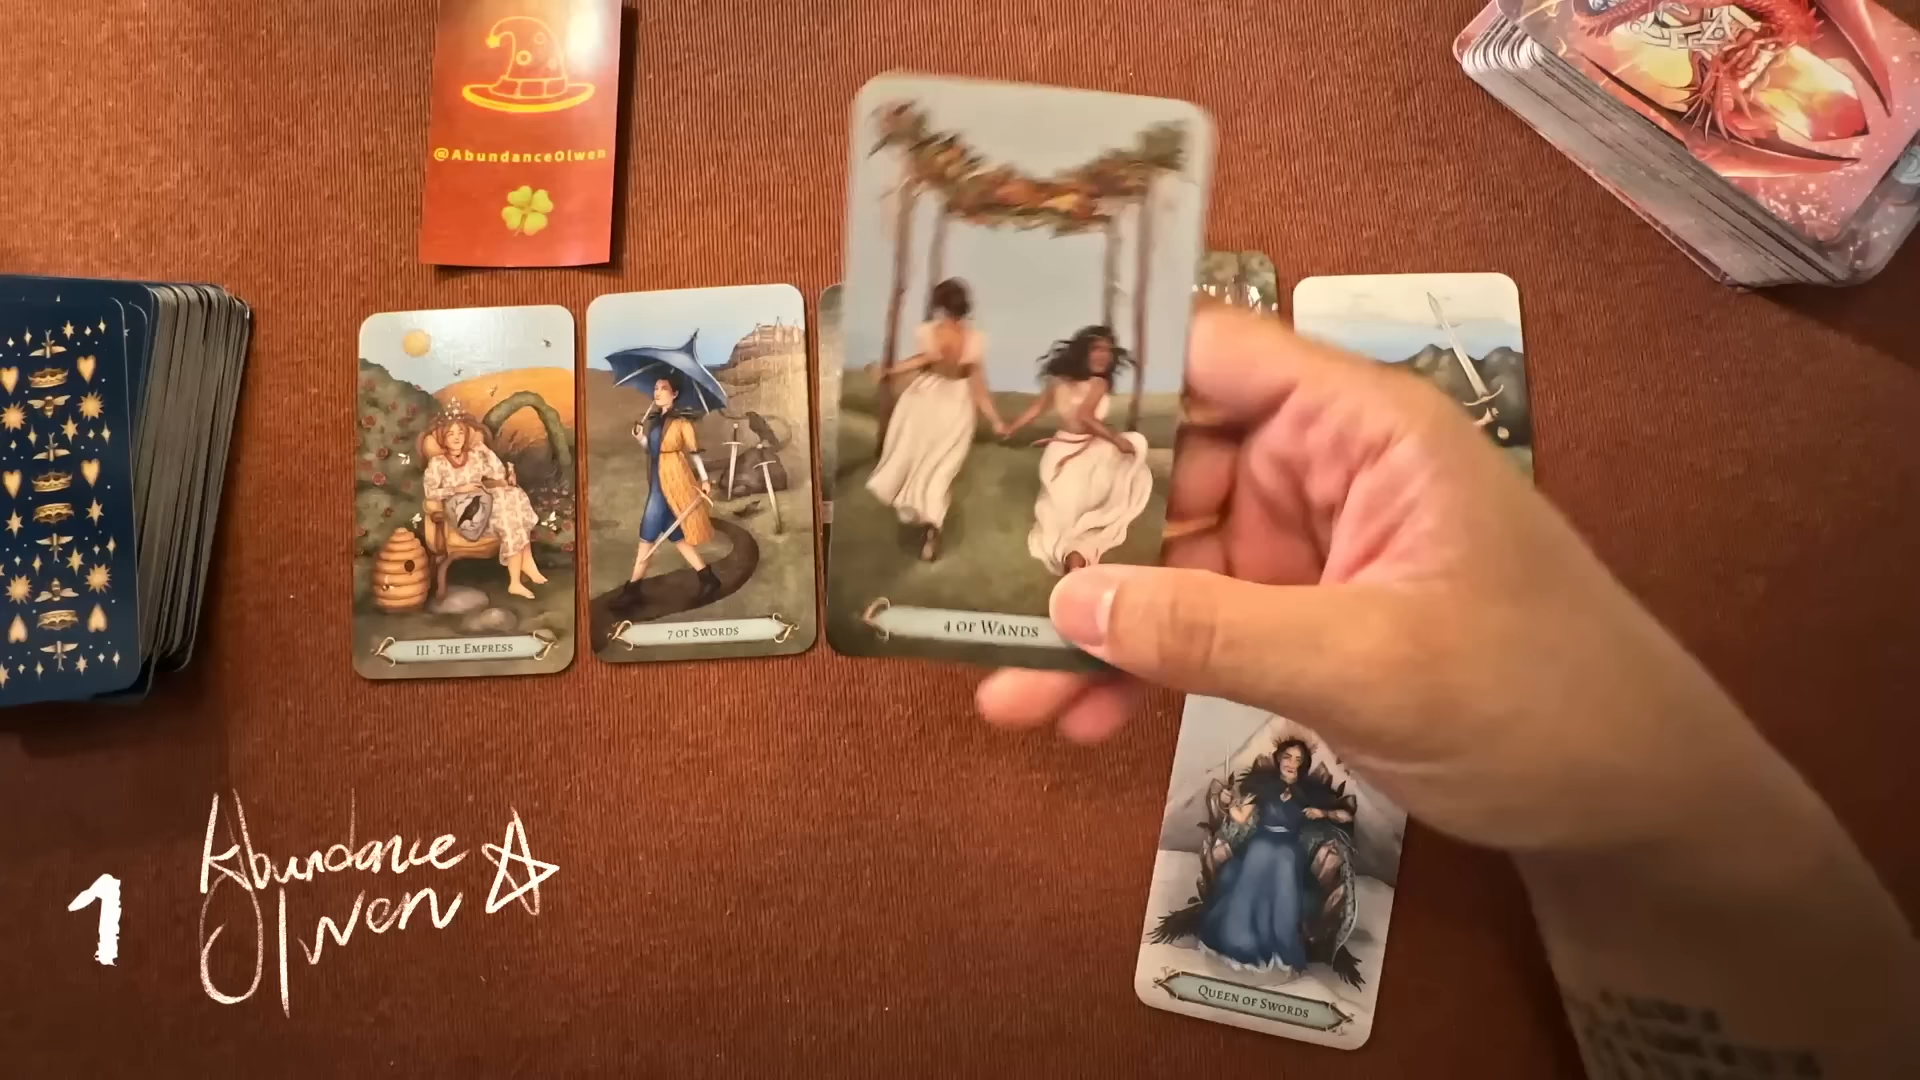 @AbundanceOlwen
4 OF WANDS
7 OF SWORDS
III · THE EMPRESS
QUEEN OF SWORDS
1
Abundance
Olwen